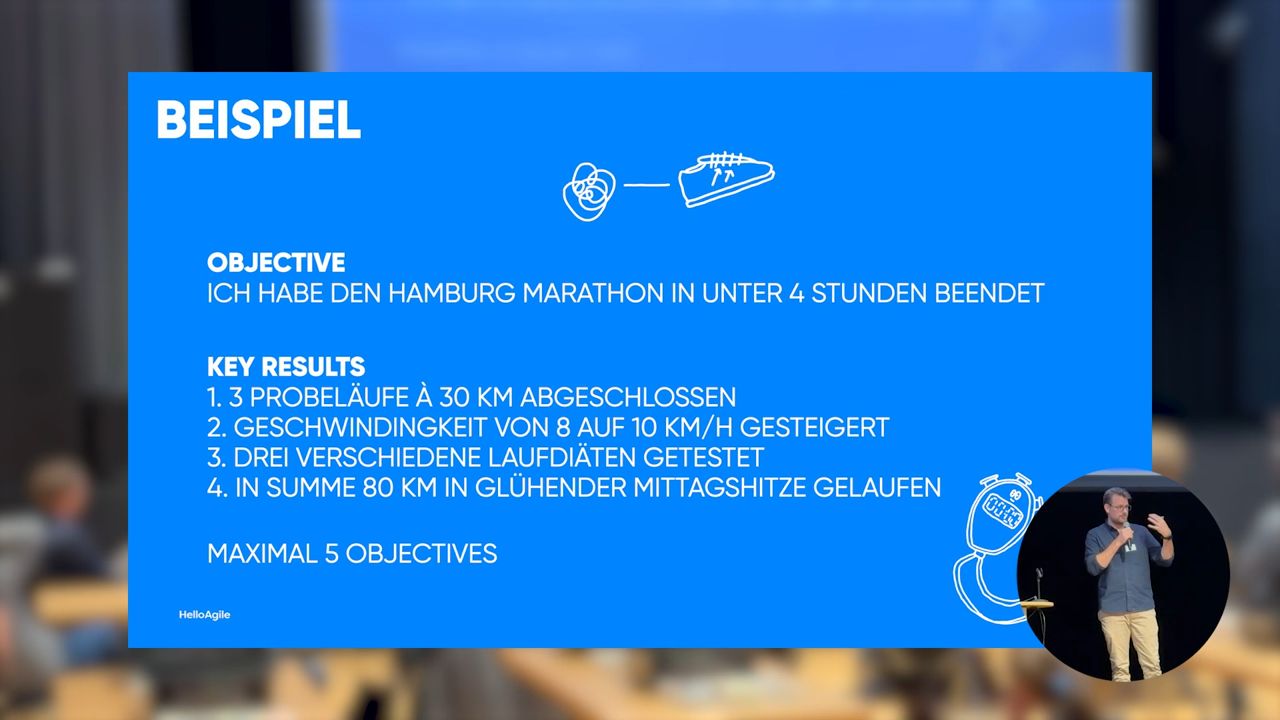 BEISPIEL
OBJECTIVE
ICH HABE DEN HAMBURG MARATHON IN UNTER 4 STUNDEN BEENDET
KEY RESULTS
1. 3 PROBELÄUFE À 30 KM ABGESCHLOSSEN
2. GESCHWINDINGKEIT VON 8 AUF 10 KM/H GESTEIGERT
3. DREI VERSCHIEDENE LAUFDIÄTEN GETESTET
4. IN SUMME 80 KM IN GLÜHENDER MITTAGSHITZE GELAUFEN
MAXIMAL 5 OBJECTIVES
HelloAgile